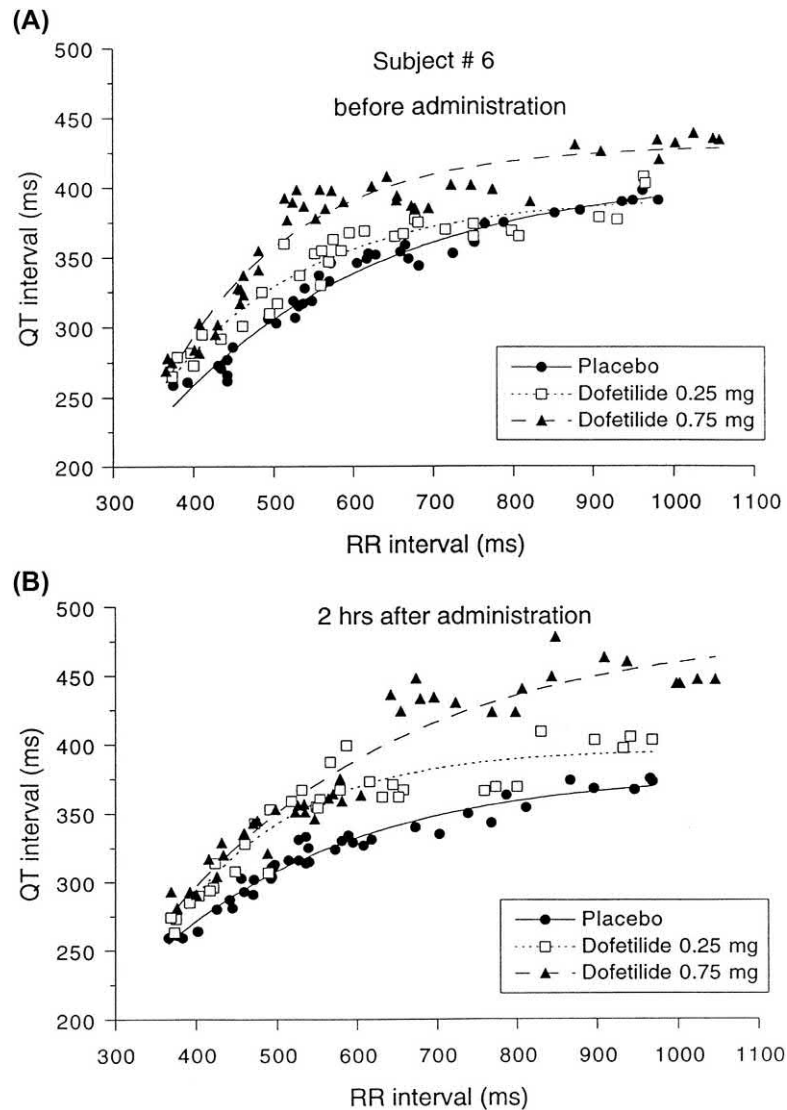 (A)
Subject # 6
before administration
QT interval (ms)
500
450
400
350
300
250
200
Placebo
Dofetilide 0.25 mg
Dofetilide 0.75 mg
300 400 500 600 700 800 900 1000 1100
RR interval (ms)
(B)
2 hrs after administration
QT interval (ms)
500
450
400
350
300
250
200
Placebo
Dofetilide 0.25 mg
Dofetilide 0.75 mg
300 400 500 600 700 800 900 1000 1100
RR interval (ms)